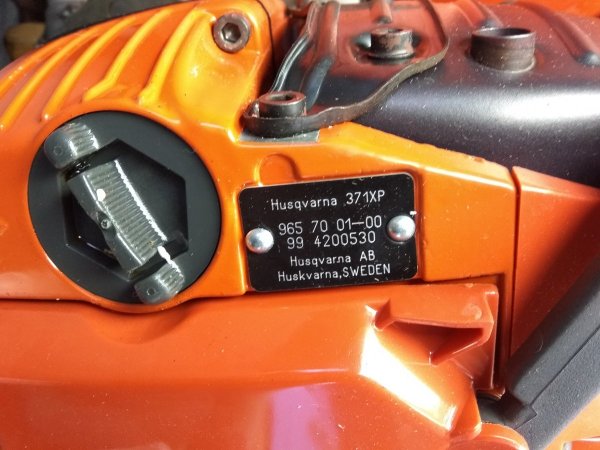 Husqvarna 371XP
965 70 01-00
99 4200530
Husqvarna AB
Huskvarna, SWEDEN